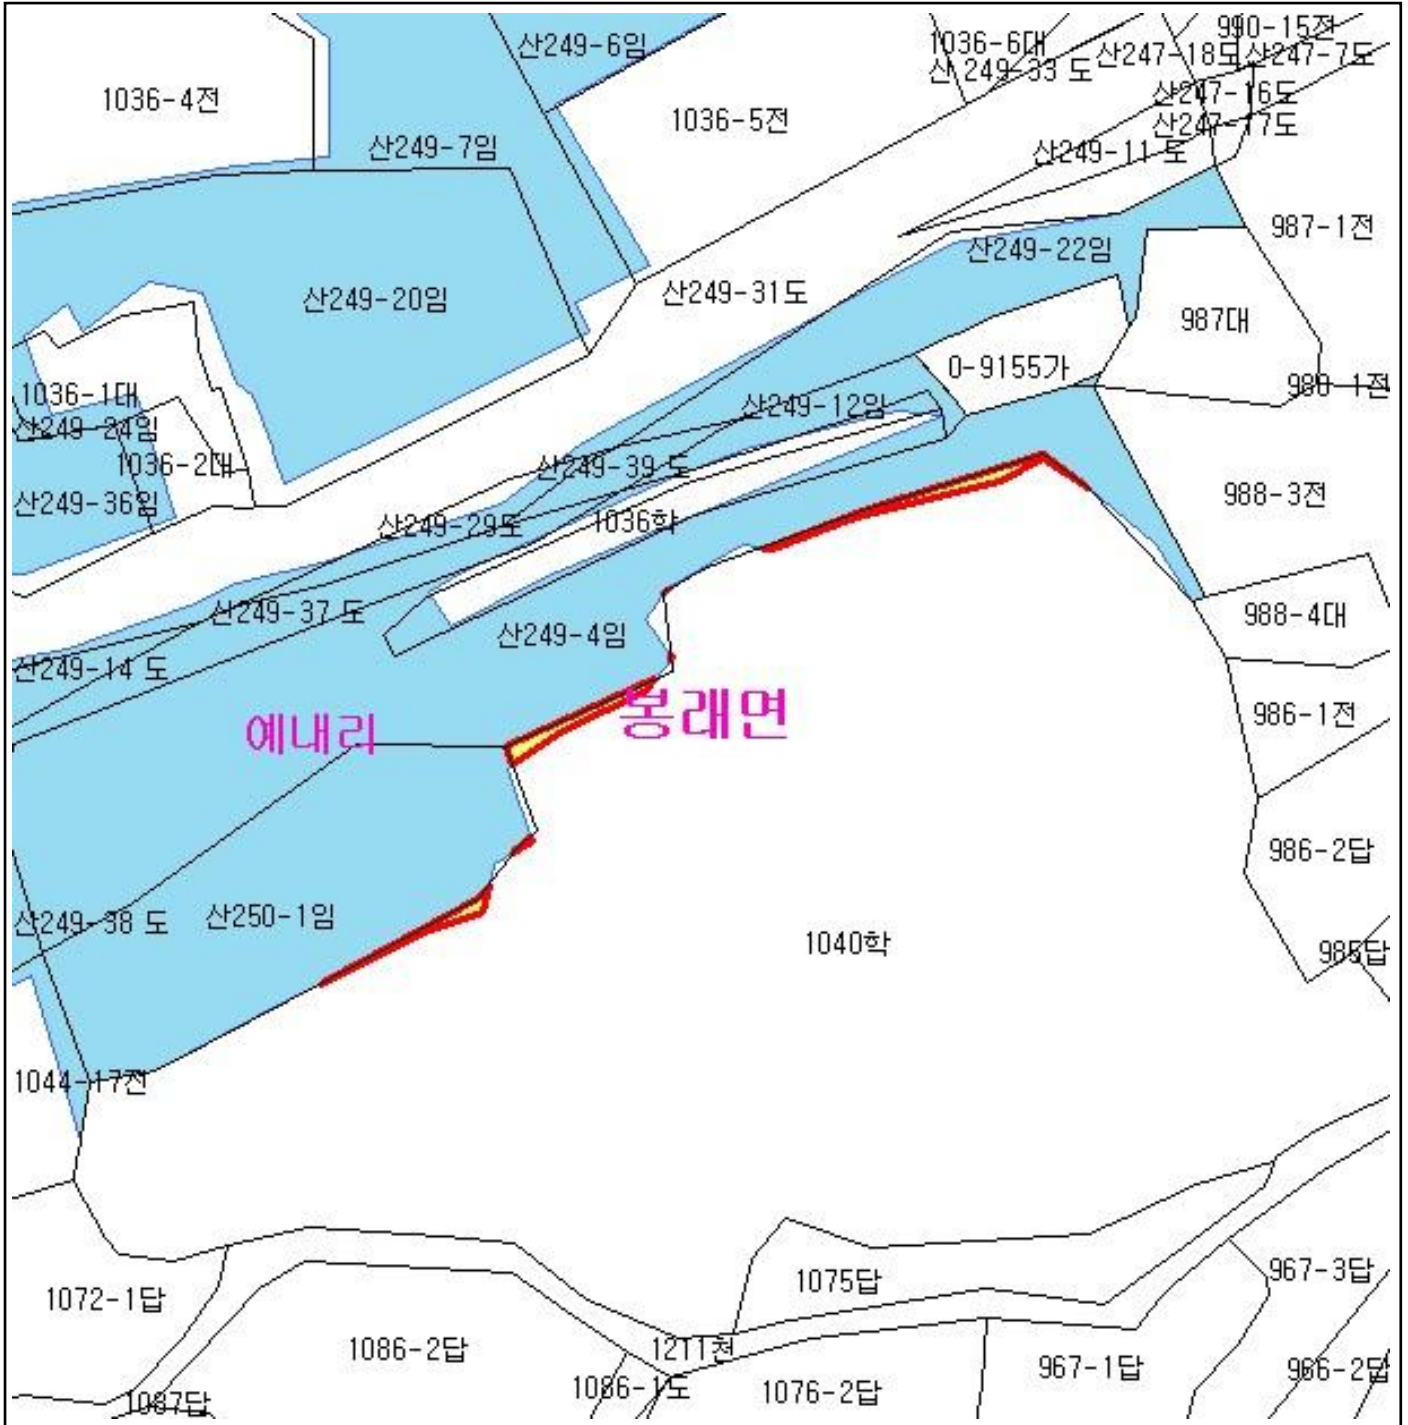 산249-6임
1036-6대
990-15전
산 249-33 도
산247-18도
산247-7도
1036-4전
산247-16도
1036-5전
산247-17도
산249-7임
산249-11 도
987-1전
산249-22임
산249-20임
산249-31도
987대
0-9155가
1036-1대
988-1전
산249-12임
산249-24임
1036-2대
산249-39 도
산249-36임
988-3전
산249-29도
1036학
산249-37 도
988-4대
산249-4임
산249-14 도
986-1전
봉래면
예내리
986-2답
산249-38 도
산250-1임
1040학
985답
1044-17전
1075답
967-3답
1072-1답
1211천
1086-2답
967-1답
966-2답
1086-1도
1076-2답
1087답